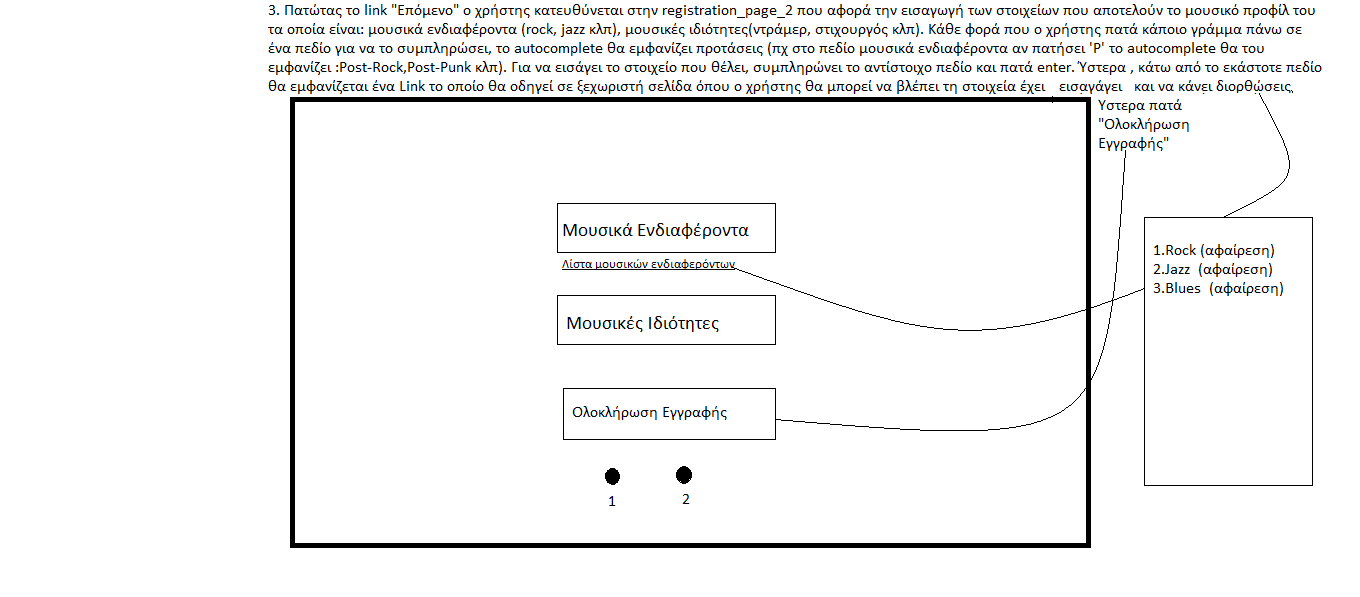 3. Πατώτας το link "Επόμενο" ο χρήστης κατευθύνεται στην registration_page_2 που αφορά την εισαγωγή των στοιχείων που αποτελούν το μουσικό προφίλ του
τα οποία είναι: μουσικά ενδιαφέροντα (rock, jazz κλπ), μουσικές ιδιότητες(ντράμερ, στιχουργός κλπ). Κάθε φορά που ο χρήστης πατά κάποιο γράμμα πάνω σε
ένα πεδίο για να το συμπληρώσει, το autocomplete θα εμφανίζει προτάσεις (πχ στο πεδίο μουσικά ενδιαφέροντα αν πατήσει 'P' το autocomplete θα του
εμφανίζει :Post-Rock,Post-Punk κλπ). Για να εισάγει το στοιχείο που θέλει, συμπληρώνει το αντίστοιχο πεδίο και πατά enter. Ύστερα , κάτω από το εκάστοτε πεδίο
θα εμφανίζεται ένα Link το οποίο θα οδηγεί σε ξεχωριστή σελίδα όπου ο χρήστης θα μπορεί να βλέπει τη στοιχεία έχει εισαγάγει και να κάνει διορθώσεις.
Υστερα πατά
"Ολοκλήρωση
Εγγραφής"
Μουσικά Ενδιαφέροντα
Λίστα μουσικών ενδιαφερόντων
Μουσικές Ιδιότητες
Ολοκλήρωση Εγγραφής
1 2
1.Rock (αφαίρεση)
2.Jazz (αφαίρεση)
3.Blues (αφαίρεση)